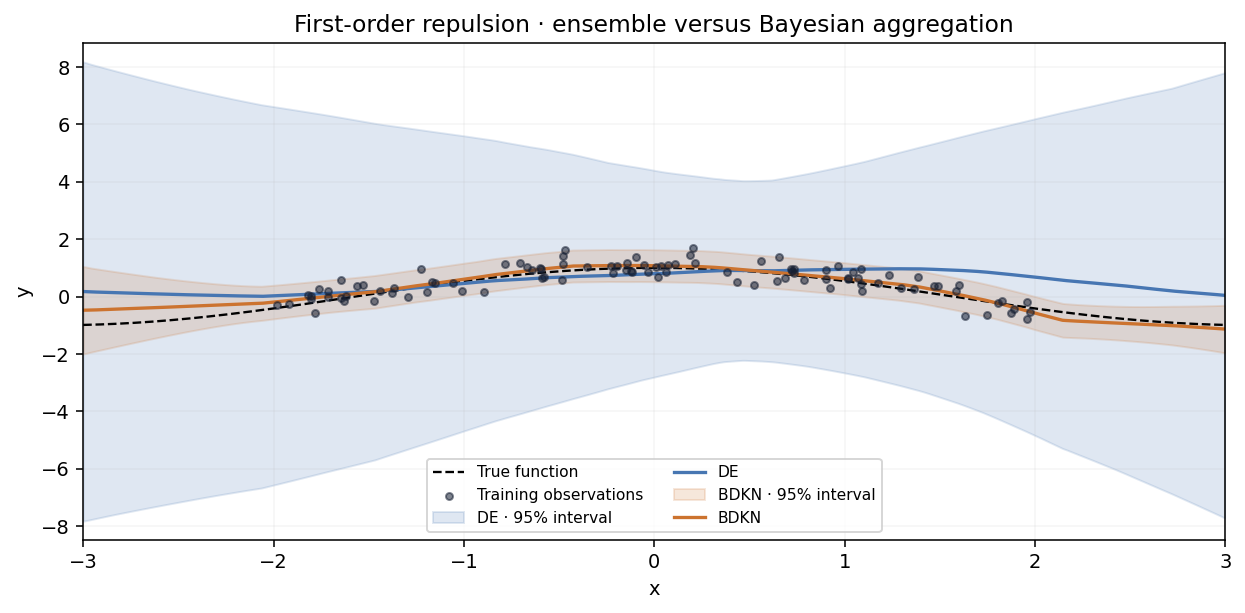 First-order repulsion · ensemble versus Bayesian aggregation
8
6
4
2
0
−2
−4
−6
−8
y
−3 −2 −1 0 1 2 3
x
True function
Training observations
DE · 95% interval
DE
BDKN · 95% interval
BDKN